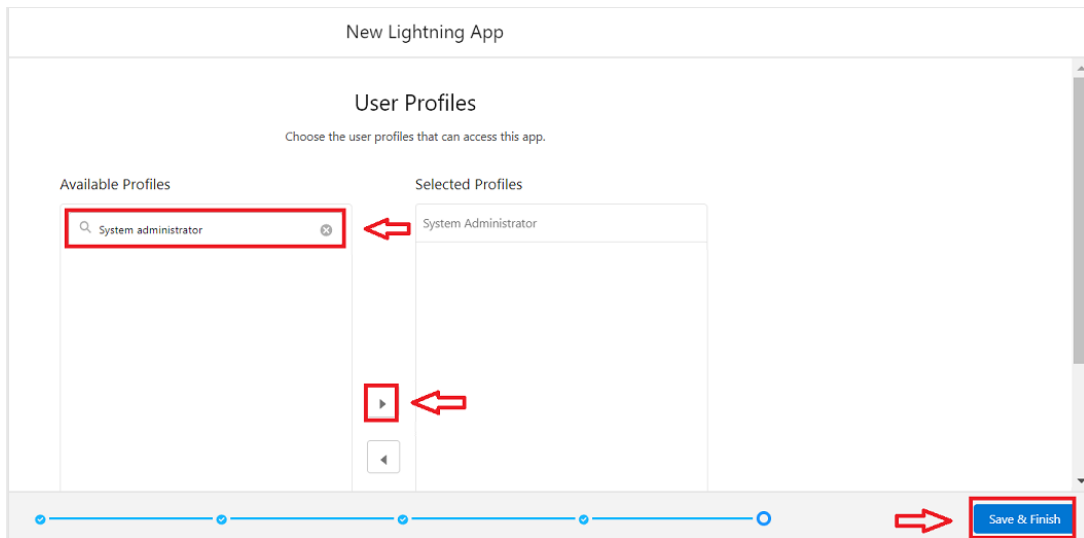 New Lightning App
User Profiles
Choose the user profiles that can access this app.
Available Profiles
Selected Profiles
System administrator
System Administrator
Save & Finish